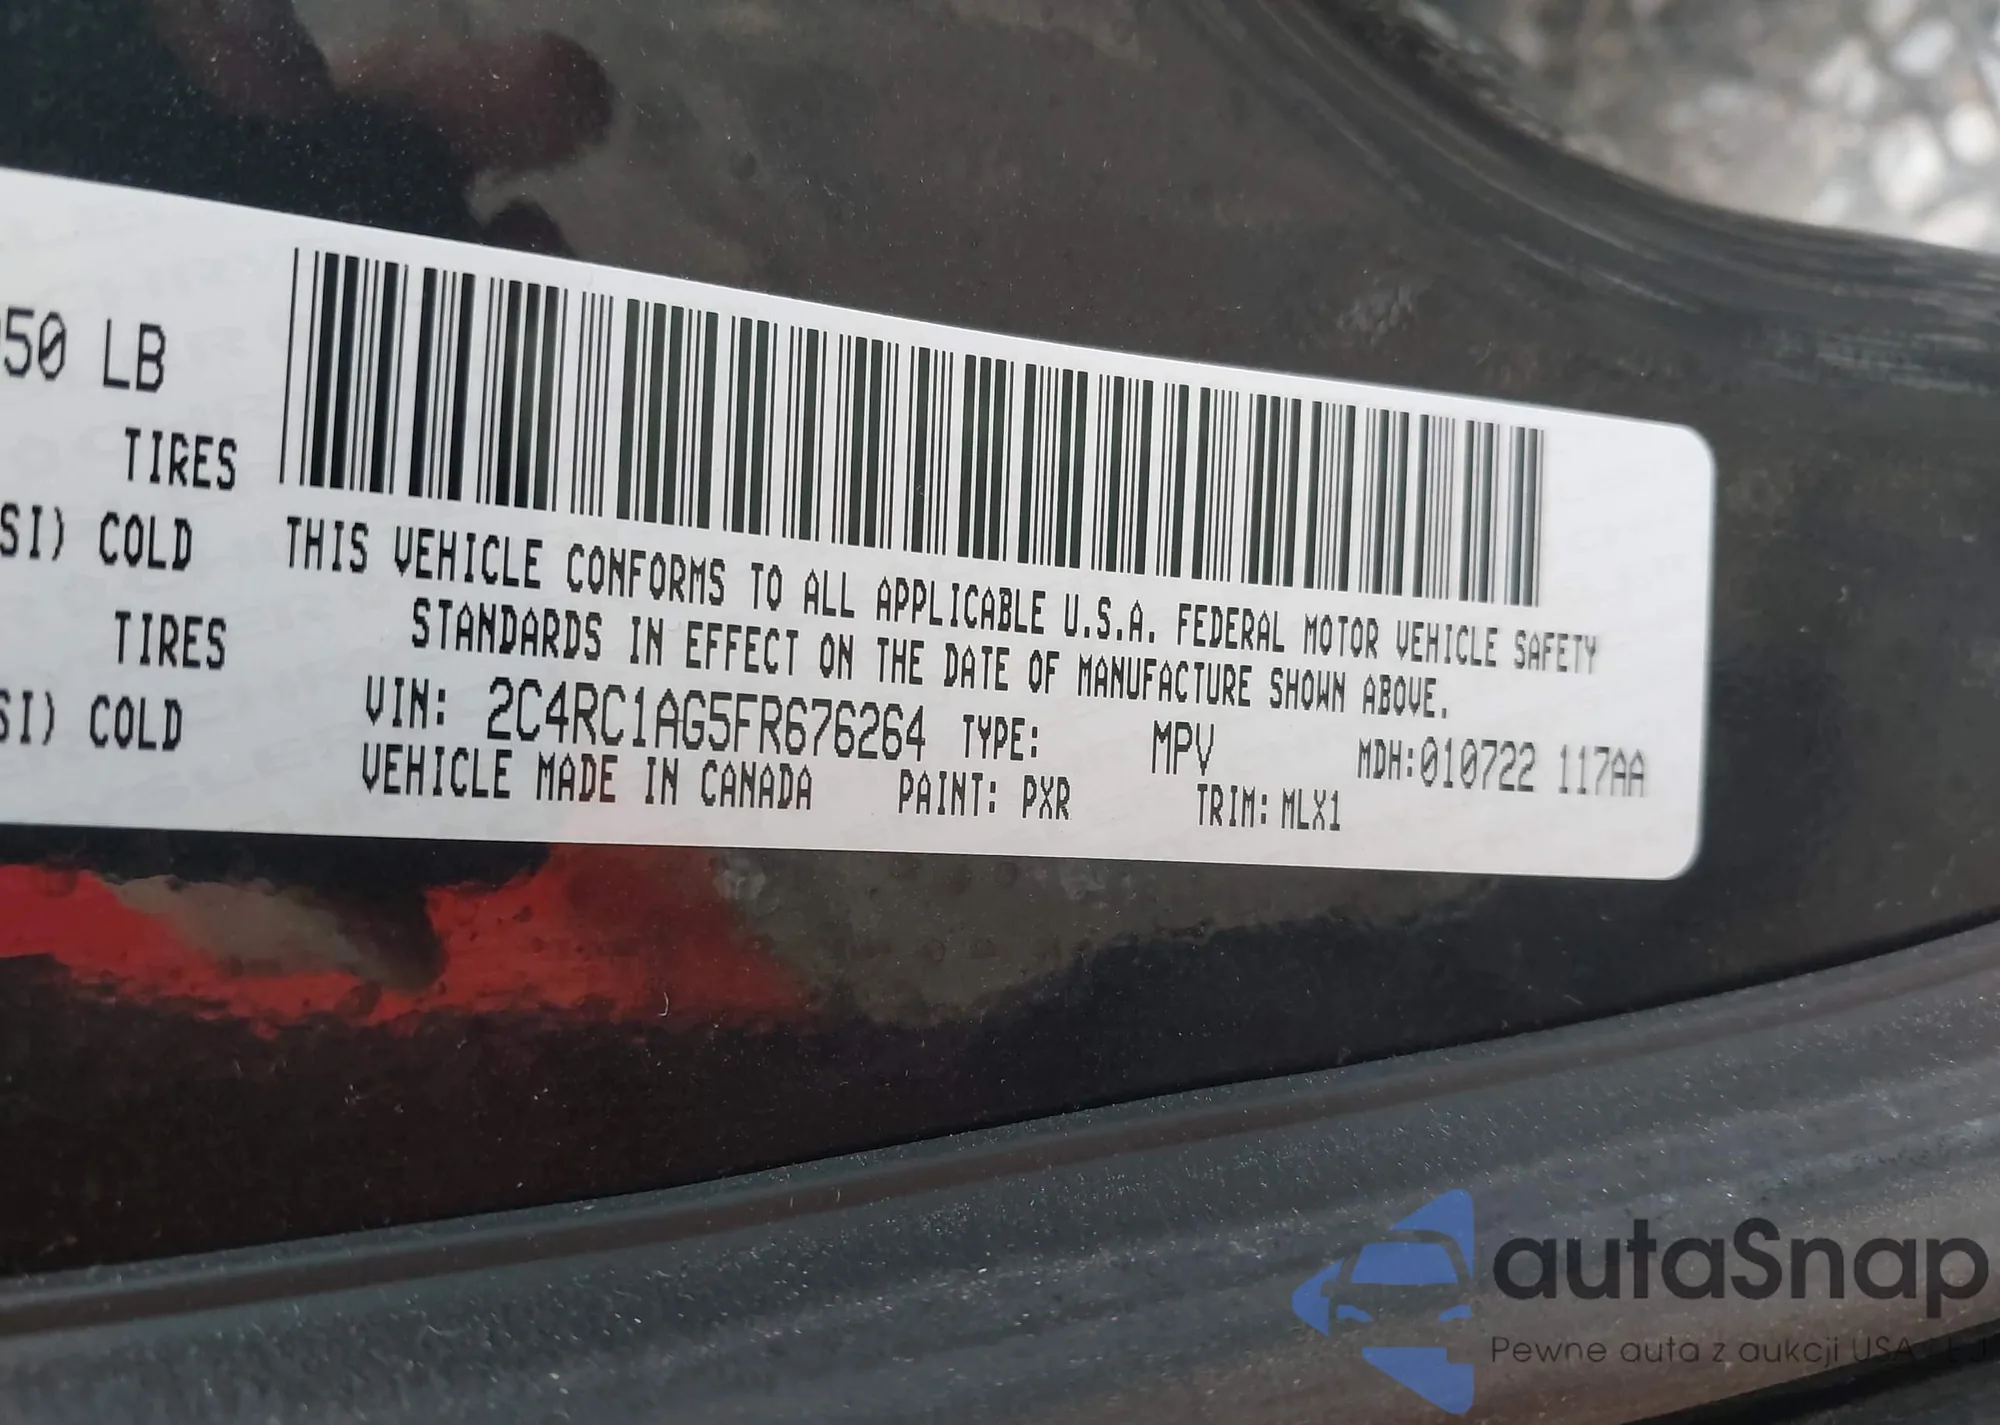 50 LB
TIRES
SI) COLD
TIRES
SI) COLD
THIS VEHICLE CONFORMS TO ALL APPLICABLE U.S.A. FEDERAL MOTOR VEHICLE SAFETY
STANDARDS IN EFFECT ON THE DATE OF MANUFACTURE SHOWN ABOVE.
VIN: 2C4RC1AG5FR676264 TYPE: MPV MDH:010722 117AA
VEHICLE MADE IN CANADA PAINT: PXR TRIM: MLX1
autaSnap
Pewne auta z aukcji USA